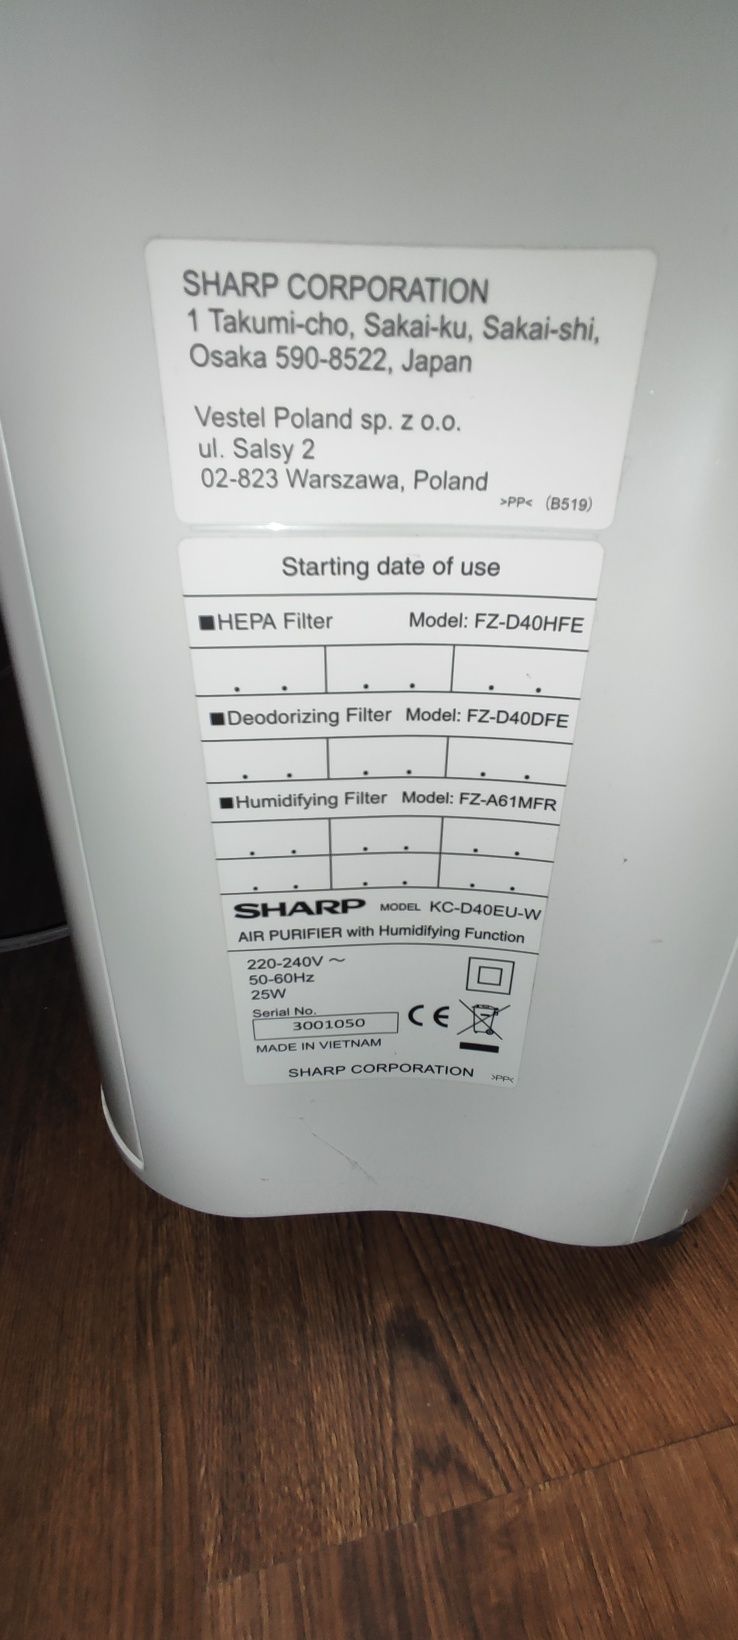 SHARP CORPORATION
1 Takumi-cho, Sakai-ku, Sakai-shi,
Osaka 590-8522, Japan
Vestel Poland sp. z o.o.
ul. Salsy 2
02-823 Warszawa, Poland
>PP< (B519)
Starting date of use
■HEPA Filter Model: FZ-D40HFE
. . . . . .
■Deodorizing Filter Model: FZ-D40DFE
. . . . . .
■Humidifying Filter Model: FZ-A61MFR
. . . . . .
. . . . . .
SHARP MODEL KC-D40EU-W
AIR PURIFIER with Humidifying Function
220-240V ~
50-60Hz
25W
Serial No.
3001050
CE
MADE IN VIETNAM
SHARP CORPORATION >PP<